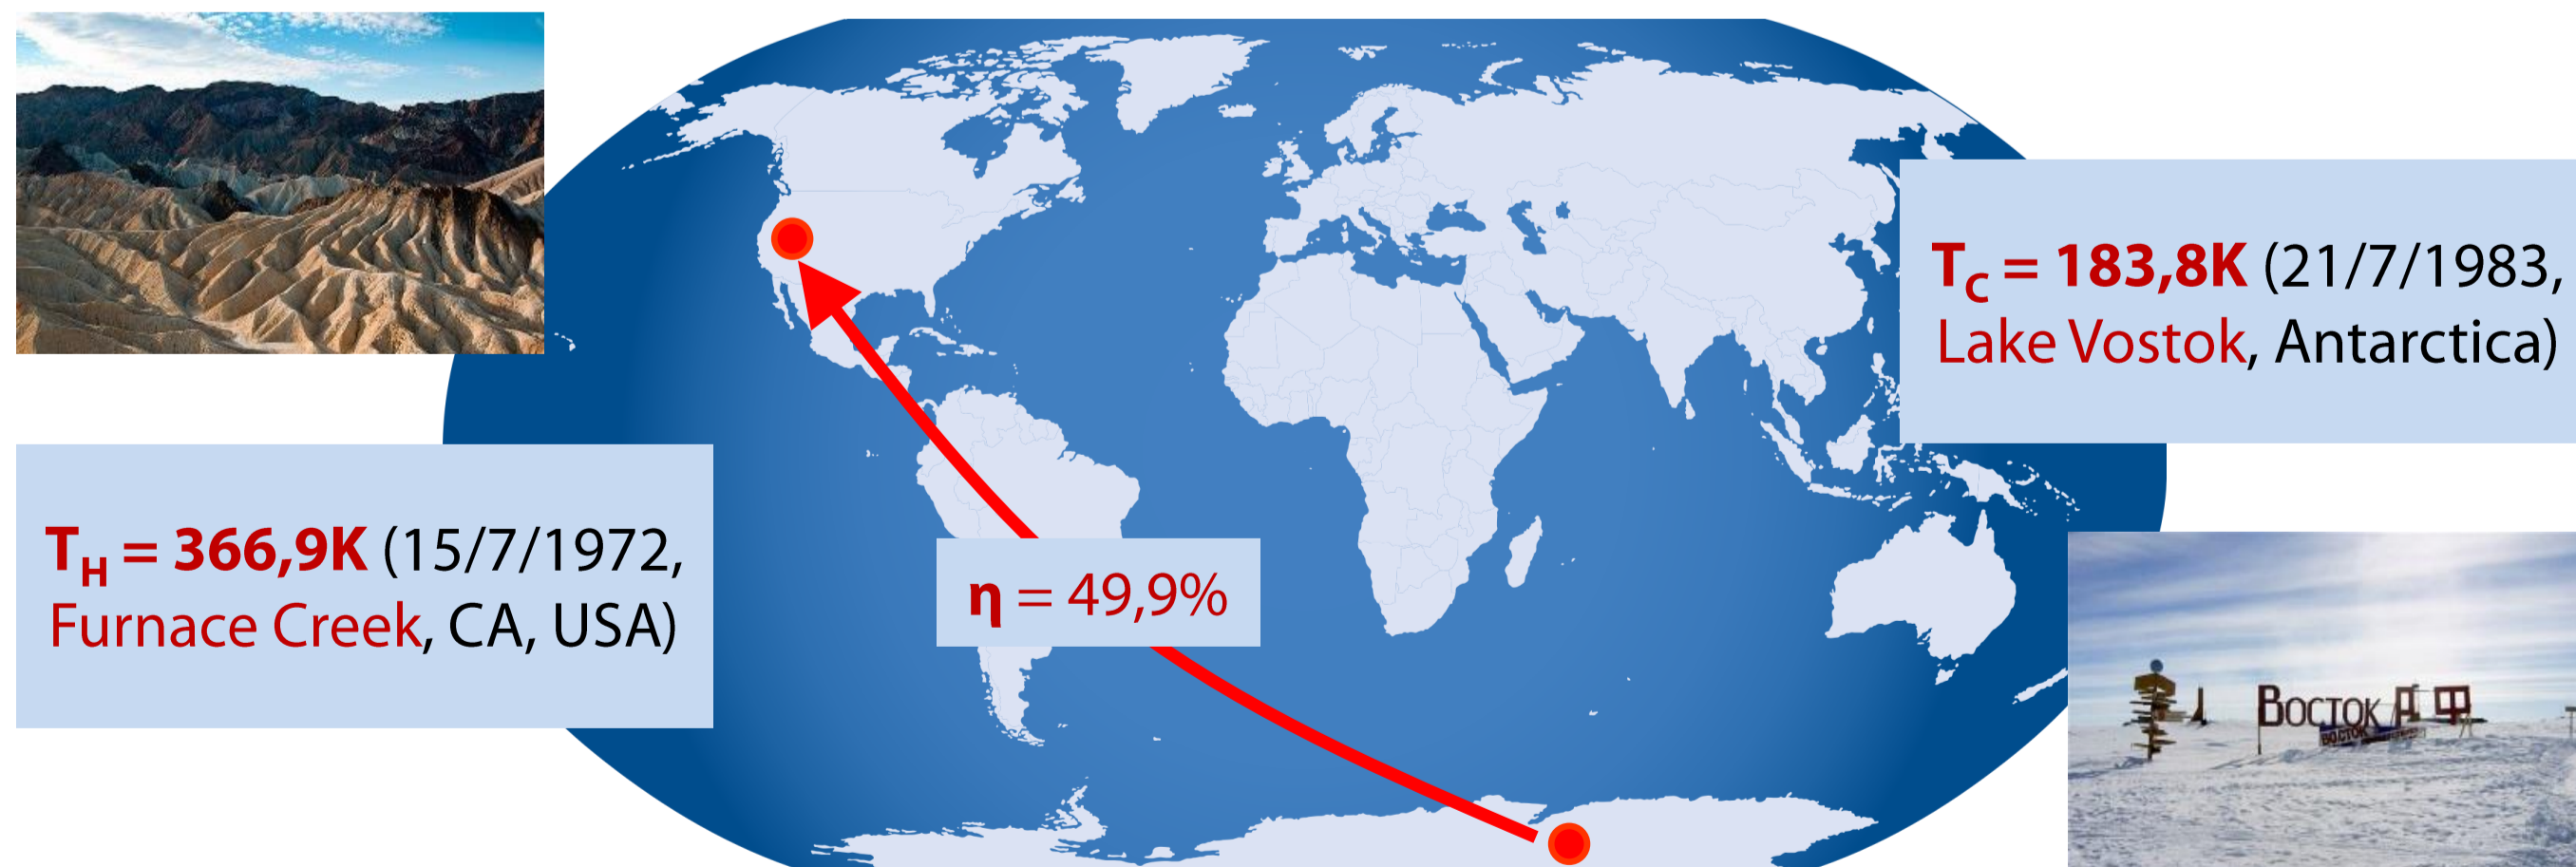 T_C = 183,8K (21/7/1983,
Lake Vostok, Antarctica)
T_H = 366,9K (15/7/1972,
Furnace Creek, CA, USA)
η = 49,9%
ВОСТОК
ВОСТОК